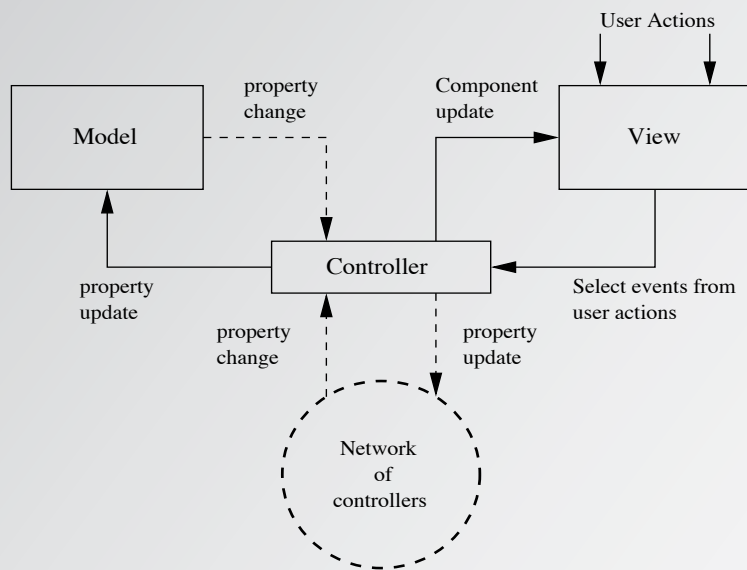 User Actions
property
change
Component
update
Model
View
Controller
property
update
Select events from
user actions
property
change
property
update
Network
of
controllers